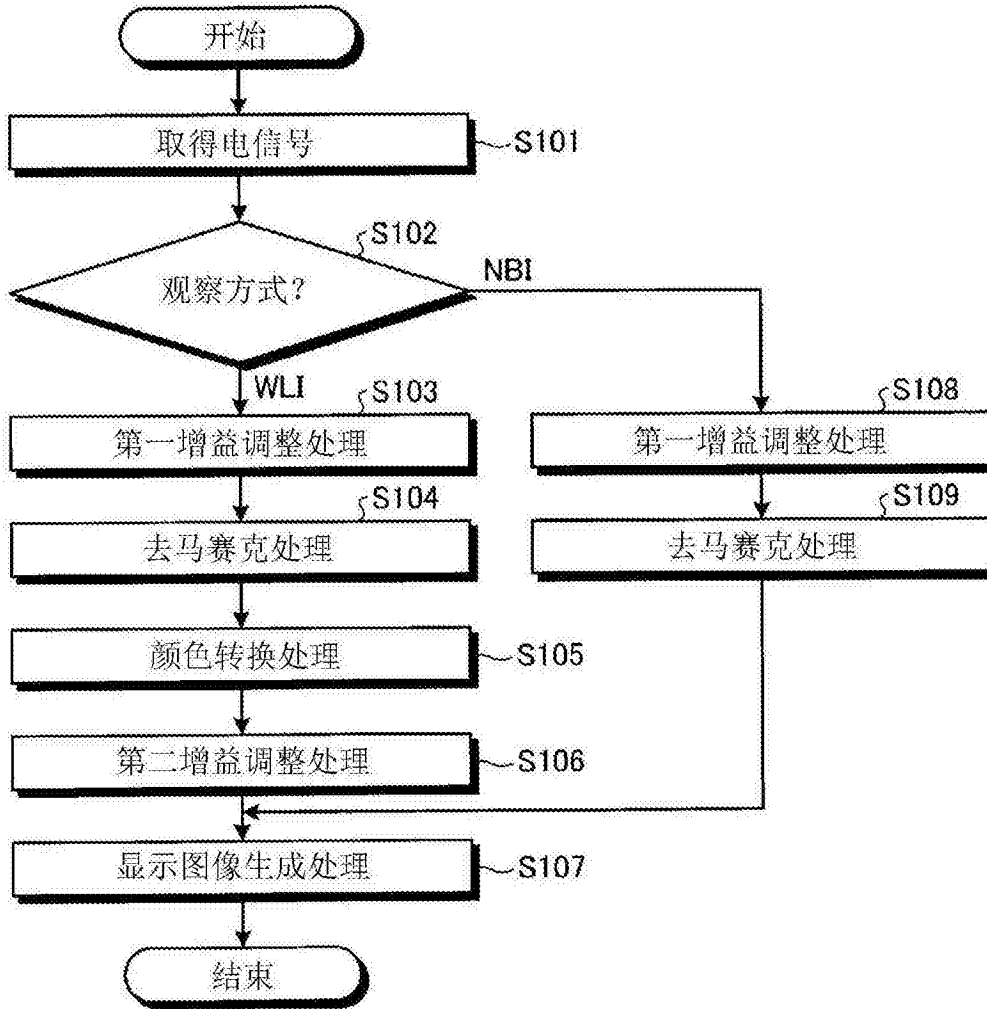 开始
取得电信号
S101
S102
观察方式？
NBI
WLI
S103
第一增益调整处理
S104
去马赛克处理
颜色转换处理
S105
第二增益调整处理
S106
S108
第一增益调整处理
S109
去马赛克处理
显示图像生成处理
S107
结束